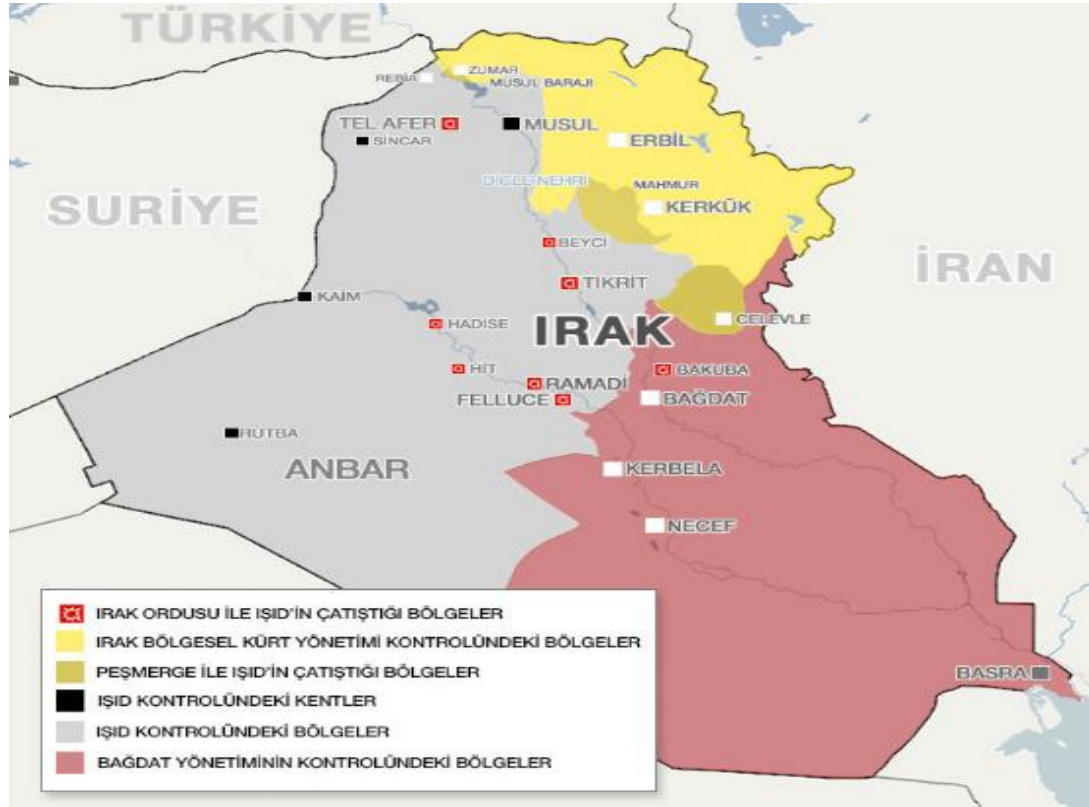 TÜRKİYE
REBİA
ZUMAR
MUSUL BARAJI
TEL AFER
MUSUL
SİNCAR
ERBİL
DİCLE NEHRİ
MAHMUR
SURİYE
KERKÜK
BEYCİ
İRAN
TIKRİT
KAİM
HADİSE
IRAK
CELEVLE
HİT
RAMADİ
BAKUBA
FELLUCE
BAĞDAT
RUTBA
ANBAR
KERBELA
NECEF
IRAK ORDUSU İLE IŞİD'İN ÇATIŞTIĞI BÖLGELER
IRAK BÖLGESEL KÜRT YÖNETİMİ KONTROLÜNDEKİ BÖLGELER
PEŞMERGE İLE IŞİD'İN ÇATIŞTIĞI BÖLGELER
IŞİD KONTROLÜNDEKİ KENTLER
IŞİD KONTROLÜNDEKİ BÖLGELER
BAĞDAT YÖNETİMİNİN KONTROLÜNDEKİ BÖLGELER
BASRA